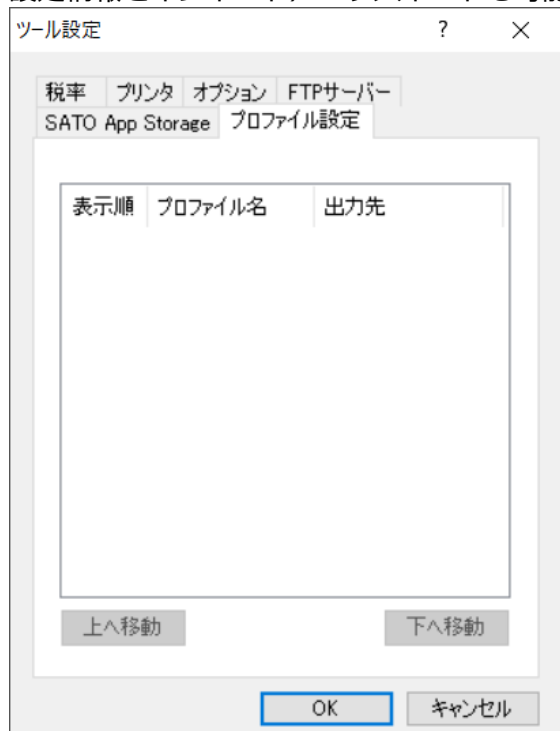 ツール設定 ? ×
税率 プリンタ オプション FTPサーバー
SATO App Storage プロファイル設定
表示順 プロファイル名 出力先
上へ移動 下へ移動
OK キャンセル